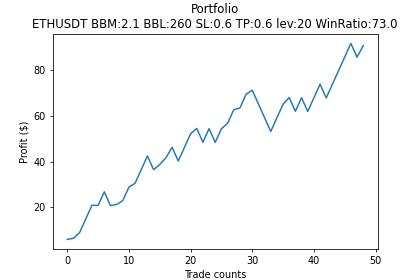 Portfolio
ETHUSDT BBM:2.1 BBL:260 SL:0.6 TP:0.6 lev:20 WinRatio:73.0
80
60
40
20
Profit ($)
0 10 20 30 40 50
Trade counts